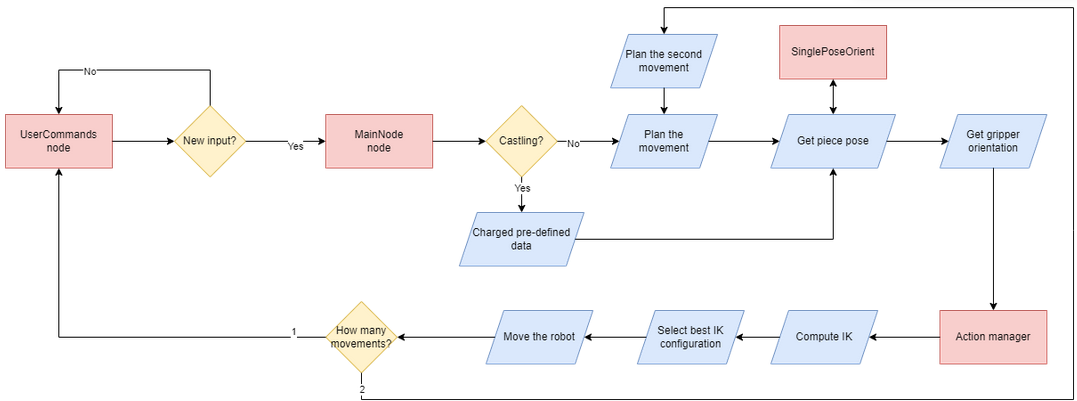 Plan the second
movement
SinglePoseOrient
No
UserCommands
node
New input?
Yes
MainNode
node
Castling?
No
Plan the
movement
Get piece pose
Get gripper
orientation
Yes
Charged pre-defined
data
1
How many
movements?
Move the robot
Select best IK
configuration
Compute IK
Action manager
2